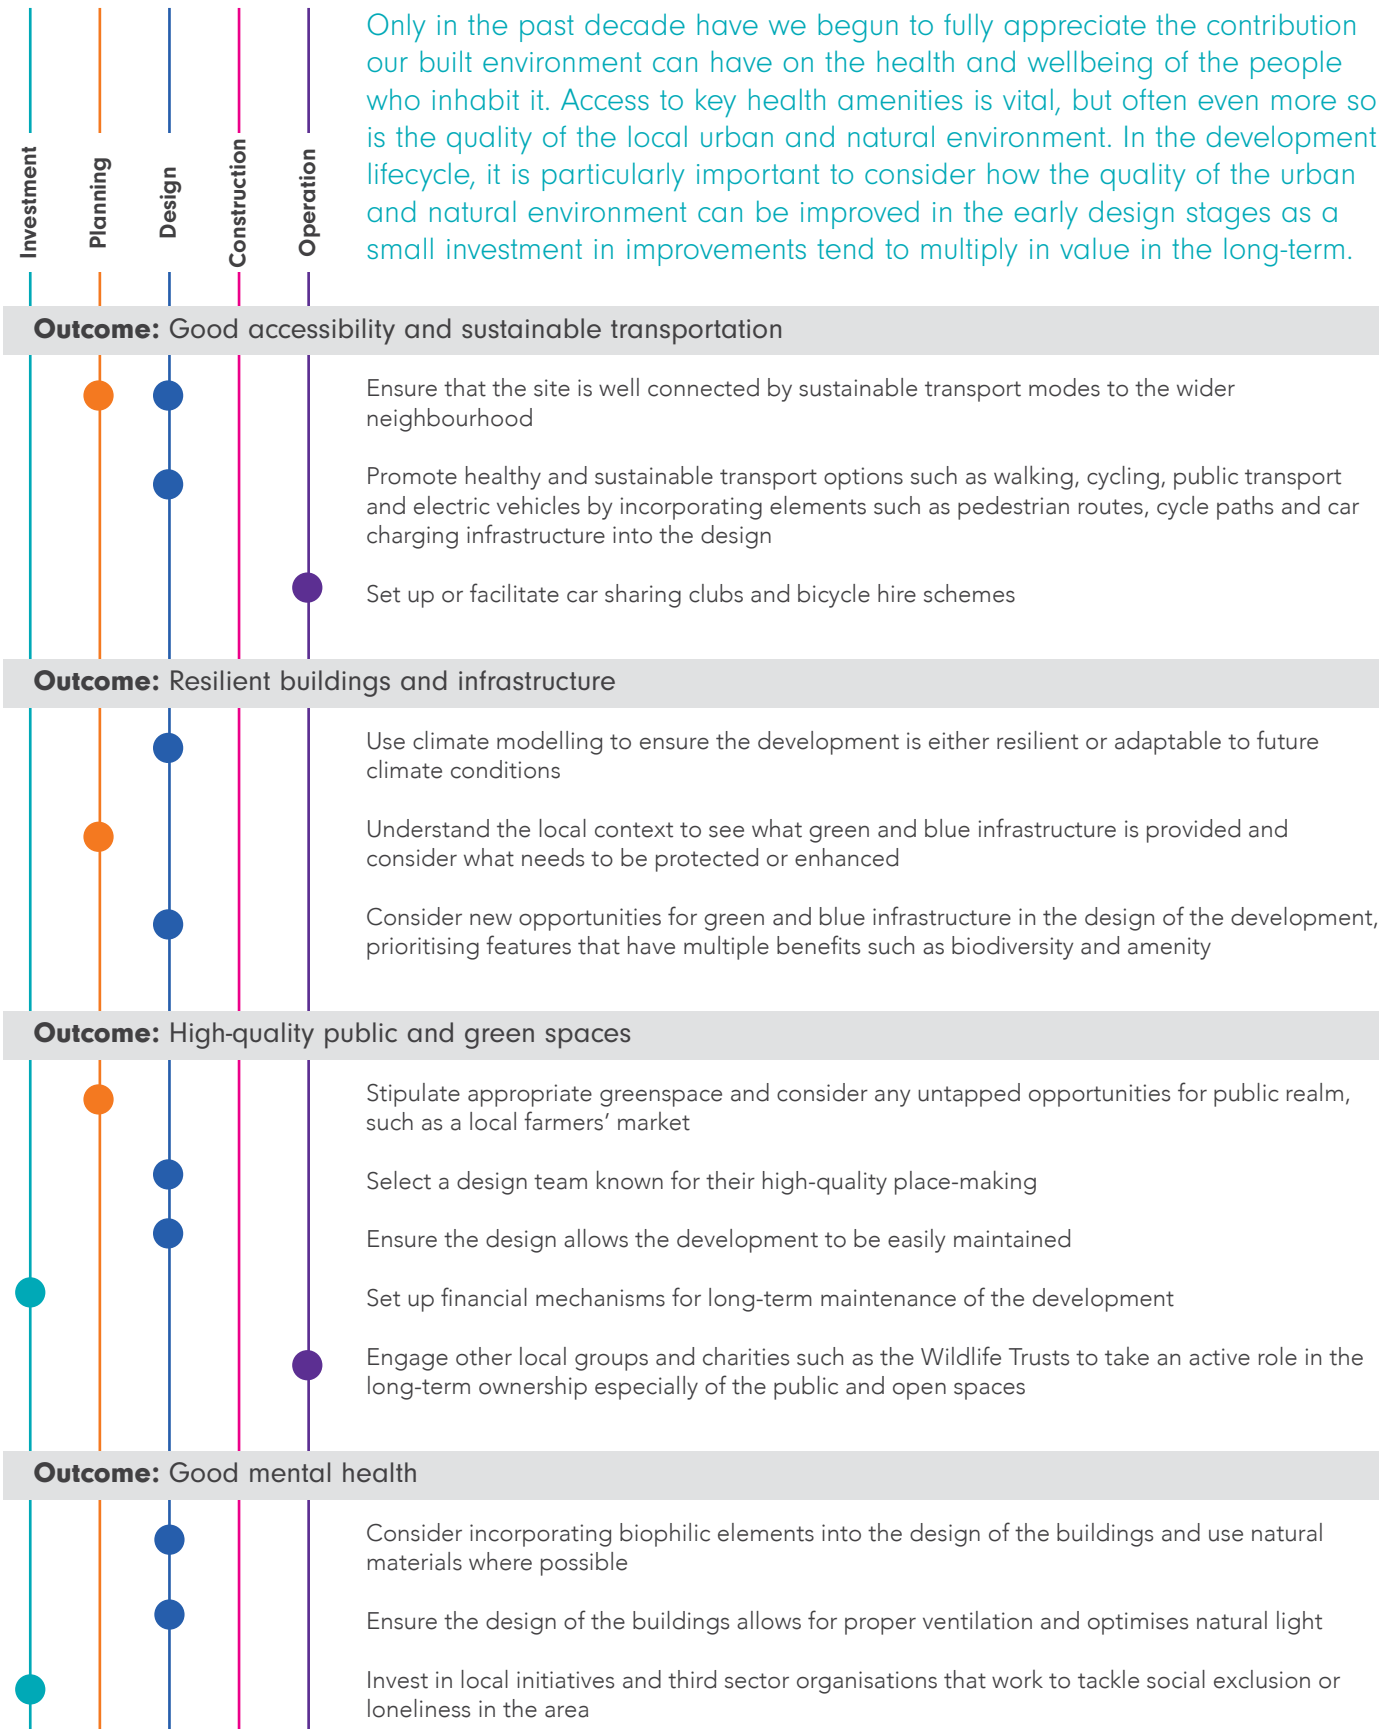 Only in the past decade have we begun to fully appreciate the contribution
our built environment can have on the health and wellbeing of the people
who inhabit it. Access to key health amenities is vital, but often even more so
is the quality of the local urban and natural environment. In the development
lifecycle, it is particularly important to consider how the quality of the urban
and natural environment can be improved in the early design stages as a
small investment in improvements tend to multiply in value in the long-term.
Investment
Planning
Design
Construction
Operation
Outcome: Good accessibility and sustainable transportation
Ensure that the site is well connected by sustainable transport modes to the wider
neighbourhood
Promote healthy and sustainable transport options such as walking, cycling, public transport
and electric vehicles by incorporating elements such as pedestrian routes, cycle paths and car
charging infrastructure into the design
Set up or facilitate car sharing clubs and bicycle hire schemes
Outcome: Resilient buildings and infrastructure
Use climate modelling to ensure the development is either resilient or adaptable to future
climate conditions
Understand the local context to see what green and blue infrastructure is provided and
consider what needs to be protected or enhanced
Consider new opportunities for green and blue infrastructure in the design of the development,
prioritising features that have multiple benefits such as biodiversity and amenity
Outcome: High-quality public and green spaces
Stipulate appropriate greenspace and consider any untapped opportunities for public realm,
such as a local farmers’ market
Select a design team known for their high-quality place-making
Ensure the design allows the development to be easily maintained
Set up financial mechanisms for long-term maintenance of the development
Engage other local groups and charities such as the Wildlife Trusts to take an active role in the
long-term ownership especially of the public and open spaces
Outcome: Good mental health
Consider incorporating biophilic elements into the design of the buildings and use natural
materials where possible
Ensure the design of the buildings allows for proper ventilation and optimises natural light
Invest in local initiatives and third sector organisations that work to tackle social exclusion or
loneliness in the area